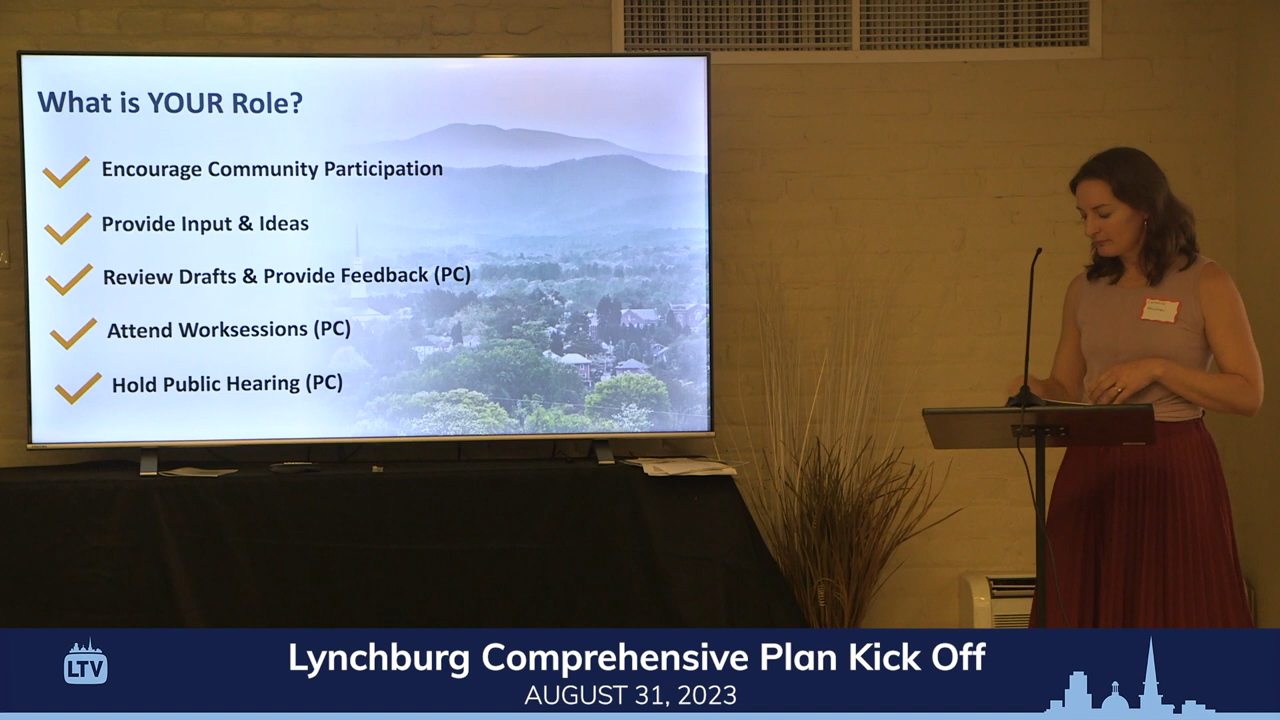 What is YOUR Role?
Encourage Community Participation
Provide Input & Ideas
Review Drafts & Provide Feedback (PC)
Attend Worksessions (PC)
Hold Public Hearing (PC)
LTV
Lynchburg Comprehensive Plan Kick Off
AUGUST 31, 2023